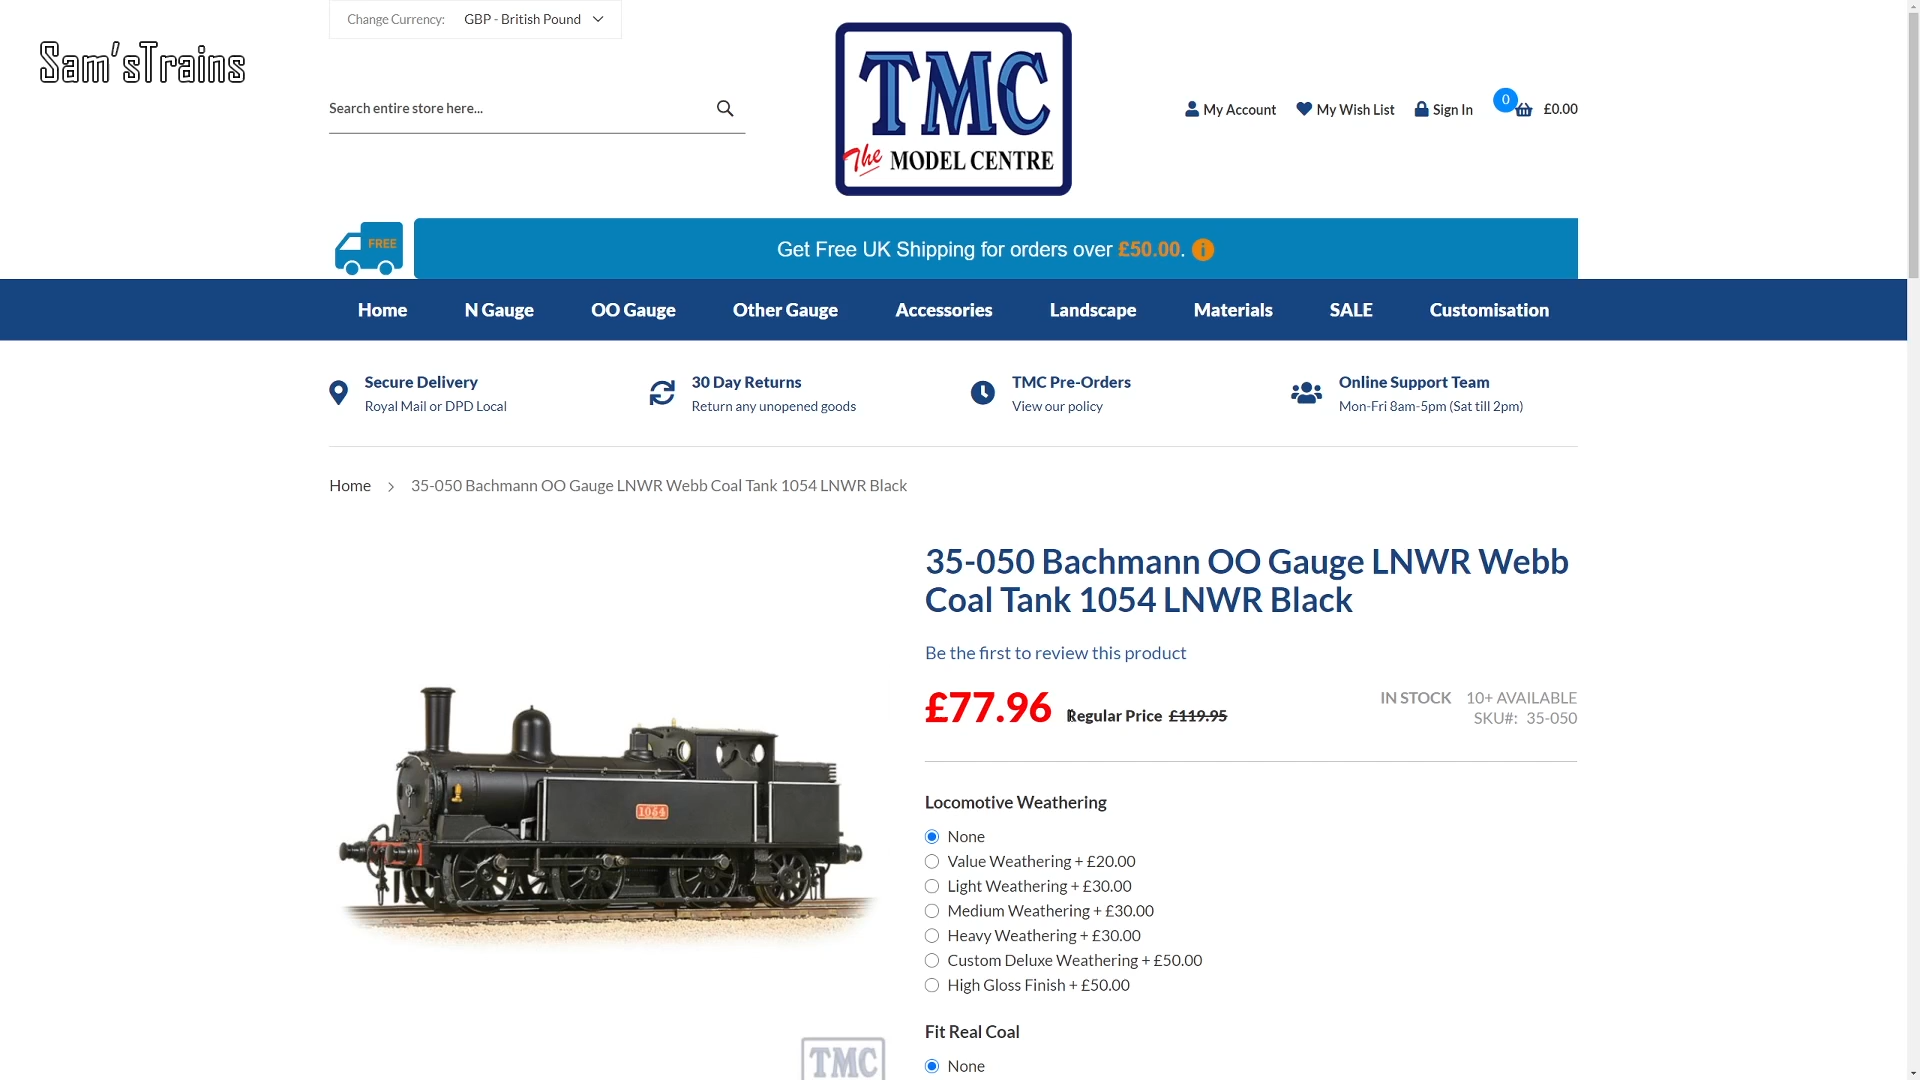 Change Currency: GBP - British Pound
Sam'sTrains
Search entire store here...
TMC
The MODEL CENTRE
My Account My Wish List Sign In 0 £0.00
FREE Get Free UK Shipping for orders over £50.00. i
Home N Gauge OO Gauge Other Gauge Accessories Landscape Materials SALE Customisation
Secure Delivery
Royal Mail or DPD Local
30 Day Returns
Return any unopened goods
TMC Pre-Orders
View our policy
Online Support Team
Mon-Fri 8am-5pm (Sat till 2pm)
Home > 35-050 Bachmann OO Gauge LNWR Webb Coal Tank 1054 LNWR Black
35-050 Bachmann OO Gauge LNWR Webb
Coal Tank 1054 LNWR Black
Be the first to review this product
£77.96 Regular Price £119.95
IN STOCK 10+ AVAILABLE
SKU#: 35-050
1054
Locomotive Weathering
None
Value Weathering + £20.00
Light Weathering + £30.00
Medium Weathering + £30.00
Heavy Weathering + £30.00
Custom Deluxe Weathering + £50.00
High Gloss Finish + £50.00
Fit Real Coal
None
TMC